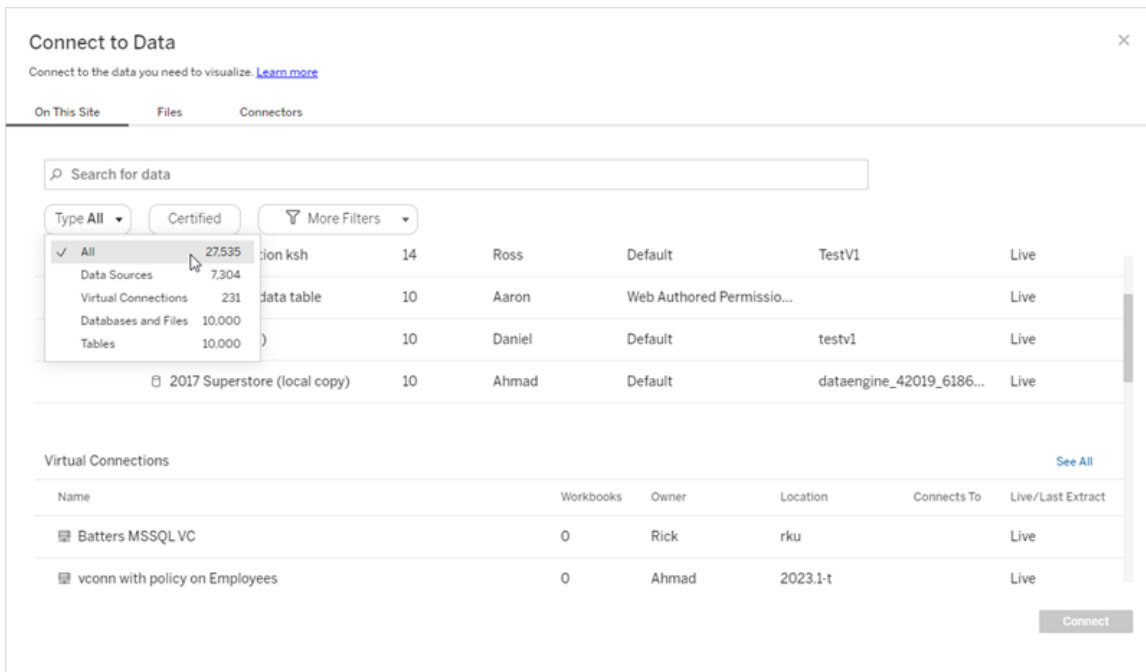 Connect to Data
Connect to the data you need to visualize. Learn more
On This Site Files Connectors
Search for data
Type All Certified More Filters
All 27,535
Data Sources 7,304
Virtual Connections 231
Databases and Files 10,000
Tables 10,000
ksh 14 Ross Default TestV1 Live
data table 10 Aaron Web Authored Permissio... Live
) 10 Daniel Default testv1 Live
2017 Superstore (local copy) 10 Ahmad Default dataengine_42019_6186... Live
Virtual Connections See All
Name Workbooks Owner Location Connects To Live/Last Extract
Batters MSSQL VC 0 Rick rku Live
vconn with policy on Employees 0 Ahmad 2023.1-t Live
Connect